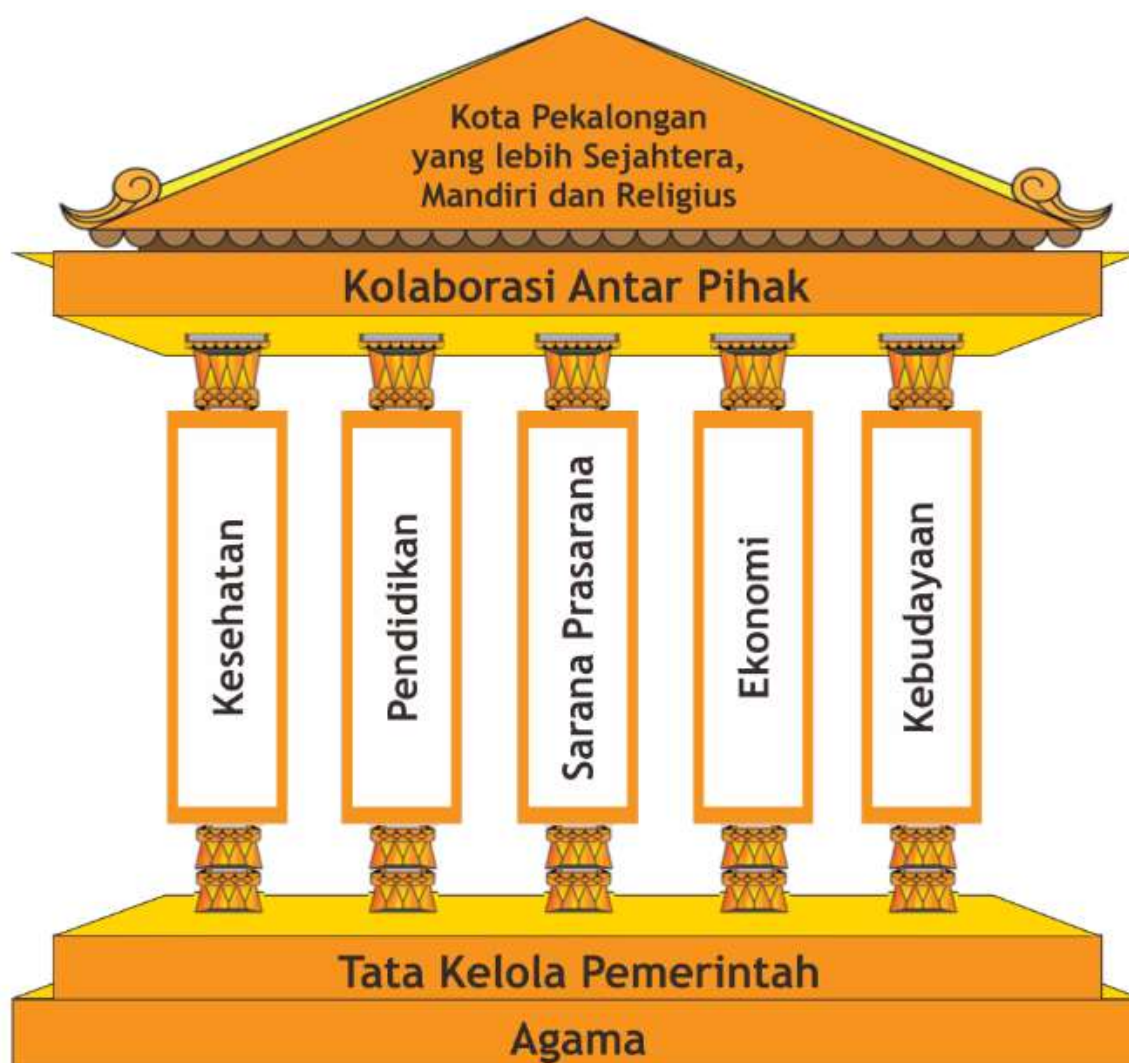 Kota Pekalongan
yang lebih Sejahtera,
Mandiri dan Religius
Kolaborasi Antar Pihak
Kesehatan
Pendidikan
Sarana Prasarana
Ekonomi
Kebudayaan
Tata Kelola Pemerintah
Agama